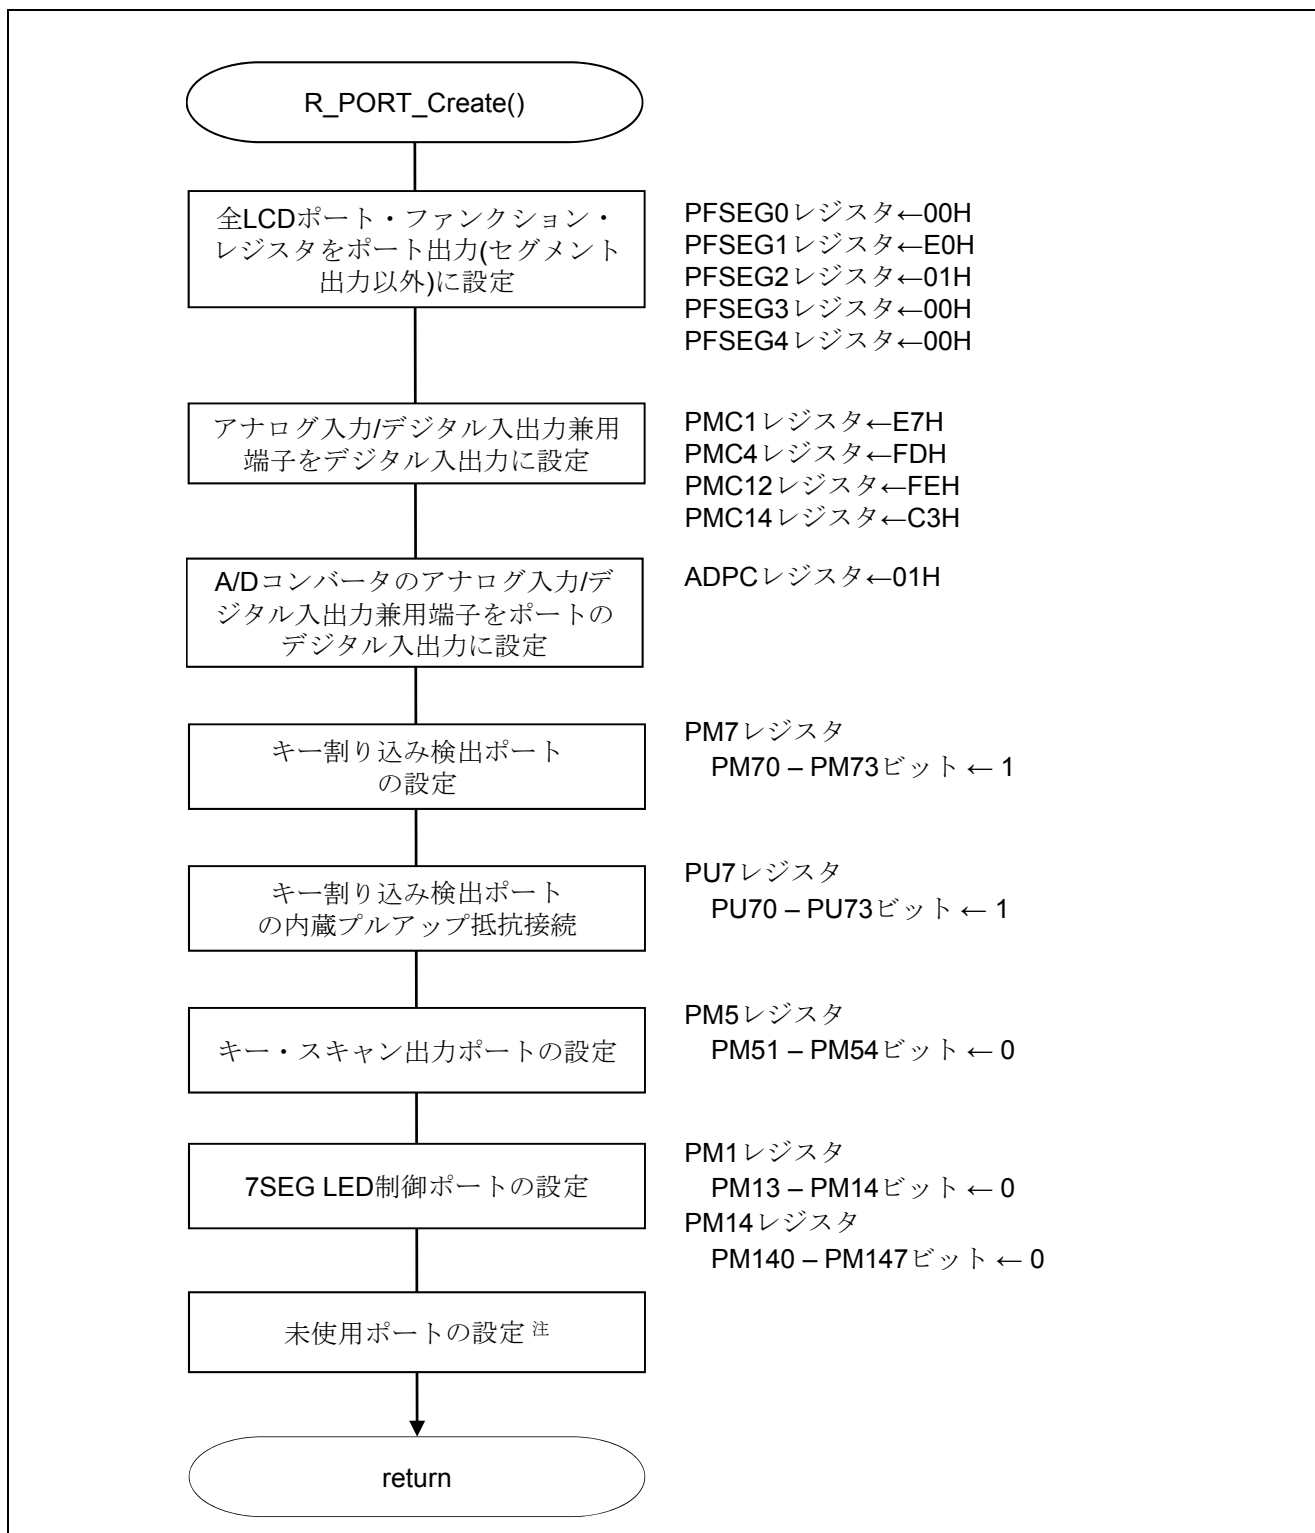 R_PORT_Create()
全LCDポート・ファンクション・
レジスタをポート出力(セグメント
出力以外)に設定
PFSEG0レジスタ←00H
PFSEG1レジスタ←E0H
PFSEG2レジスタ←01H
PFSEG3レジスタ←00H
PFSEG4レジスタ←00H
アナログ入力/デジタル入出力兼用
端子をデジタル入出力に設定
PMC1レジスタ←E7H
PMC4レジスタ←FDH
PMC12レジスタ←FEH
PMC14レジスタ←C3H
A/Dコンバータのアナログ入力/デ
ジタル入出力兼用端子をポートの
デジタル入出力に設定
ADPCレジスタ←01H
キー割り込み検出ポート
の設定
PM7レジスタ
PM70 – PM73ビット ← 1
キー割り込み検出ポート
の内蔵プルアップ抵抗接続
PU7レジスタ
PU70 – PU73ビット ← 1
キー・スキャン出力ポートの設定
PM5レジスタ
PM51 – PM54ビット ← 0
7SEG LED制御ポートの設定
PM1レジスタ
PM13 – PM14ビット ← 0
PM14レジスタ
PM140 – PM147ビット ← 0
未使用ポートの設定 注
return